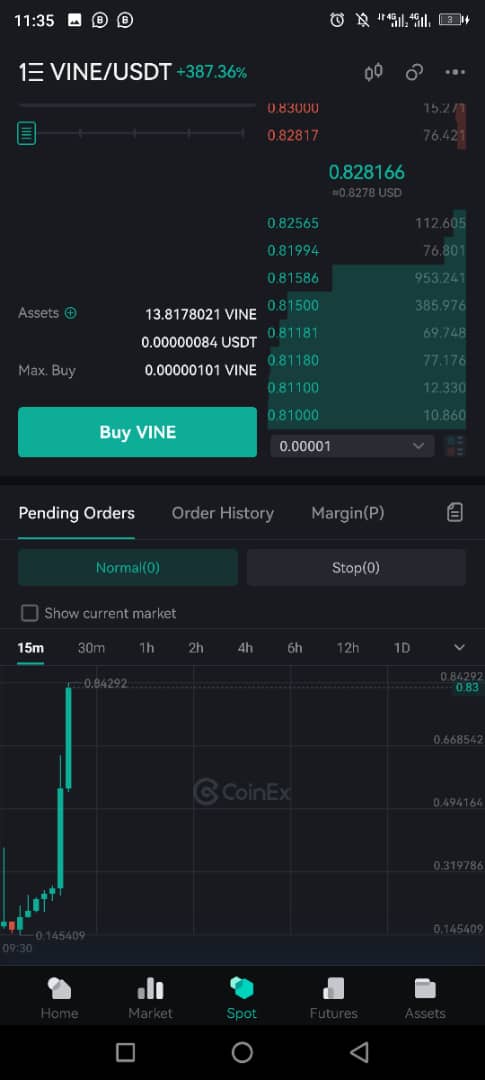 11:35
3
VINE/USDT +387.36%
0.83000 15.271
0.82817 76.421
0.828166
≈0.8278 USD
0.82565 112.605
0.81994 76.801
0.81586 953.241
Assets 13.8178021 VINE
0.81500 385.976
0.81181 69.748
0.00000084 USDT
0.81180 77.176
Max. Buy 0.00000101 VINE
0.81100 12.330
0.81000 10.860
Buy VINE
0.00001
Pending Orders Order History Margin(P)
Normal(0) Stop(0)
Show current market
15m 30m 1h 2h 4h 6h 12h 1D
0.84292 0.84292
0.83
0.668542
CoinEx
0.494164
0.319786
0.145409 0.145409
09:30
Home Market Spot Futures Assets